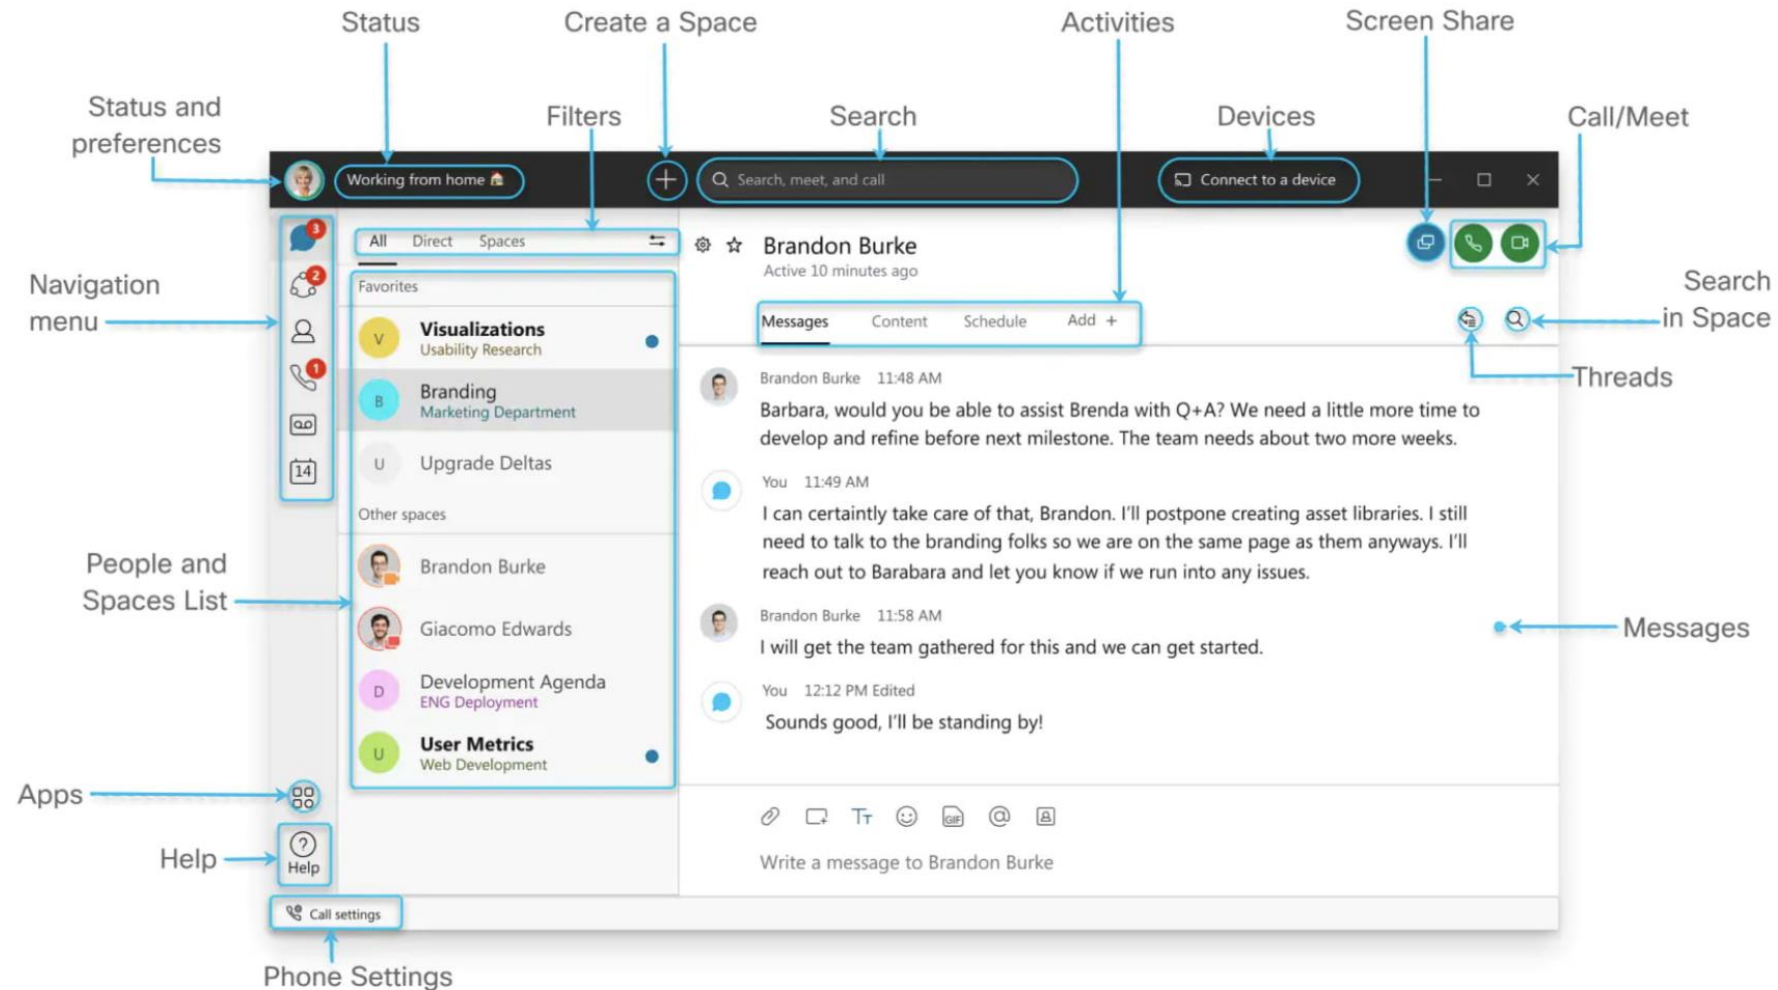 Status
Create a Space
Activities
Screen Share
Status and
preferences
Filters
Search
Devices
Call/Meet
Working from home
Search, meet, and call
Connect to a device
Navigation
menu
3
2
1
14
All Direct Spaces
Favorites
V
Visualizations
Usability Research
B
Branding
Marketing Department
U
Upgrade Deltas
Other spaces
Brandon Burke
Giacomo Edwards
D
Development Agenda
ENG Deployment
U
User Metrics
Web Development
People and
Spaces List
Apps
Help
Help
Call settings
Phone Settings
Brandon Burke
Active 10 minutes ago
Messages Content Schedule Add +
Search
in Space
Threads
Brandon Burke 11:48 AM
Barbara, would you be able to assist Brenda with Q+A? We need a little more time to
develop and refine before next milestone. The team needs about two more weeks.
You 11:49 AM
I can certaintly take care of that, Brandon. I'll postpone creating asset libraries. I still
need to talk to the branding folks so we are on the same page as them anyways. I'll
reach out to Barabara and let you know if we run into any issues.
Brandon Burke 11:58 AM
I will get the team gathered for this and we can get started.
Messages
You 12:12 PM Edited
Sounds good, I'll be standing by!
GIF
Write a message to Brandon Burke